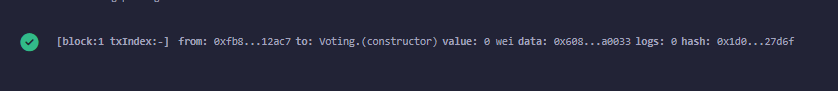 [block:1 txIndex:-] from: 0xfb8...12ac7 to: Voting.(constructor) value: 0 wei data: 0x608...a0033 logs: 0 hash: 0x1d0...27d6f